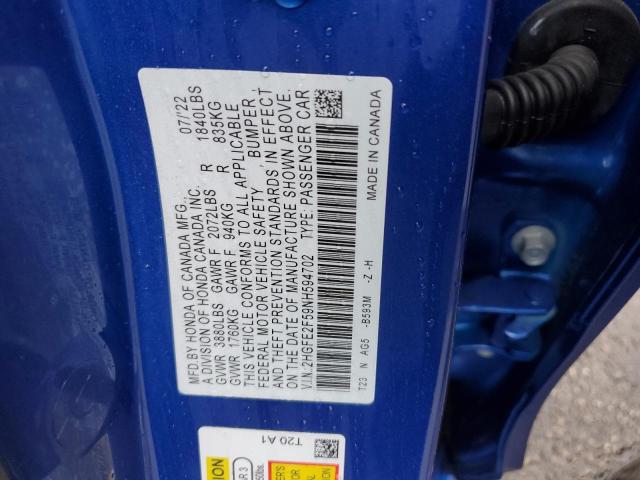 MFD.BY HONDA OF CANADA MFG., 07/'22
A DIVISION OF HONDA CANADA INC.
GVWR 3880LBS GAWR F 2072LBS R 1840LBS
GVWR 1760KG GAWR F 940KG R 835KG
THIS VEHICLE CONFORMS TO ALL APPLICABLE
FEDERAL MOTOR VEHICLE SAFETY, BUMPER,
AND THEFT PREVENTION STANDARDS IN EFFECT
ON THE DATE OF MANUFACTURE SHOWN ABOVE.
V.I.N.:2HGFE2F59NH594702 TYPE: PASSENGER CAR
T23 N AG5 -B593M -Z -H MADE IN CANADA
T20 A1